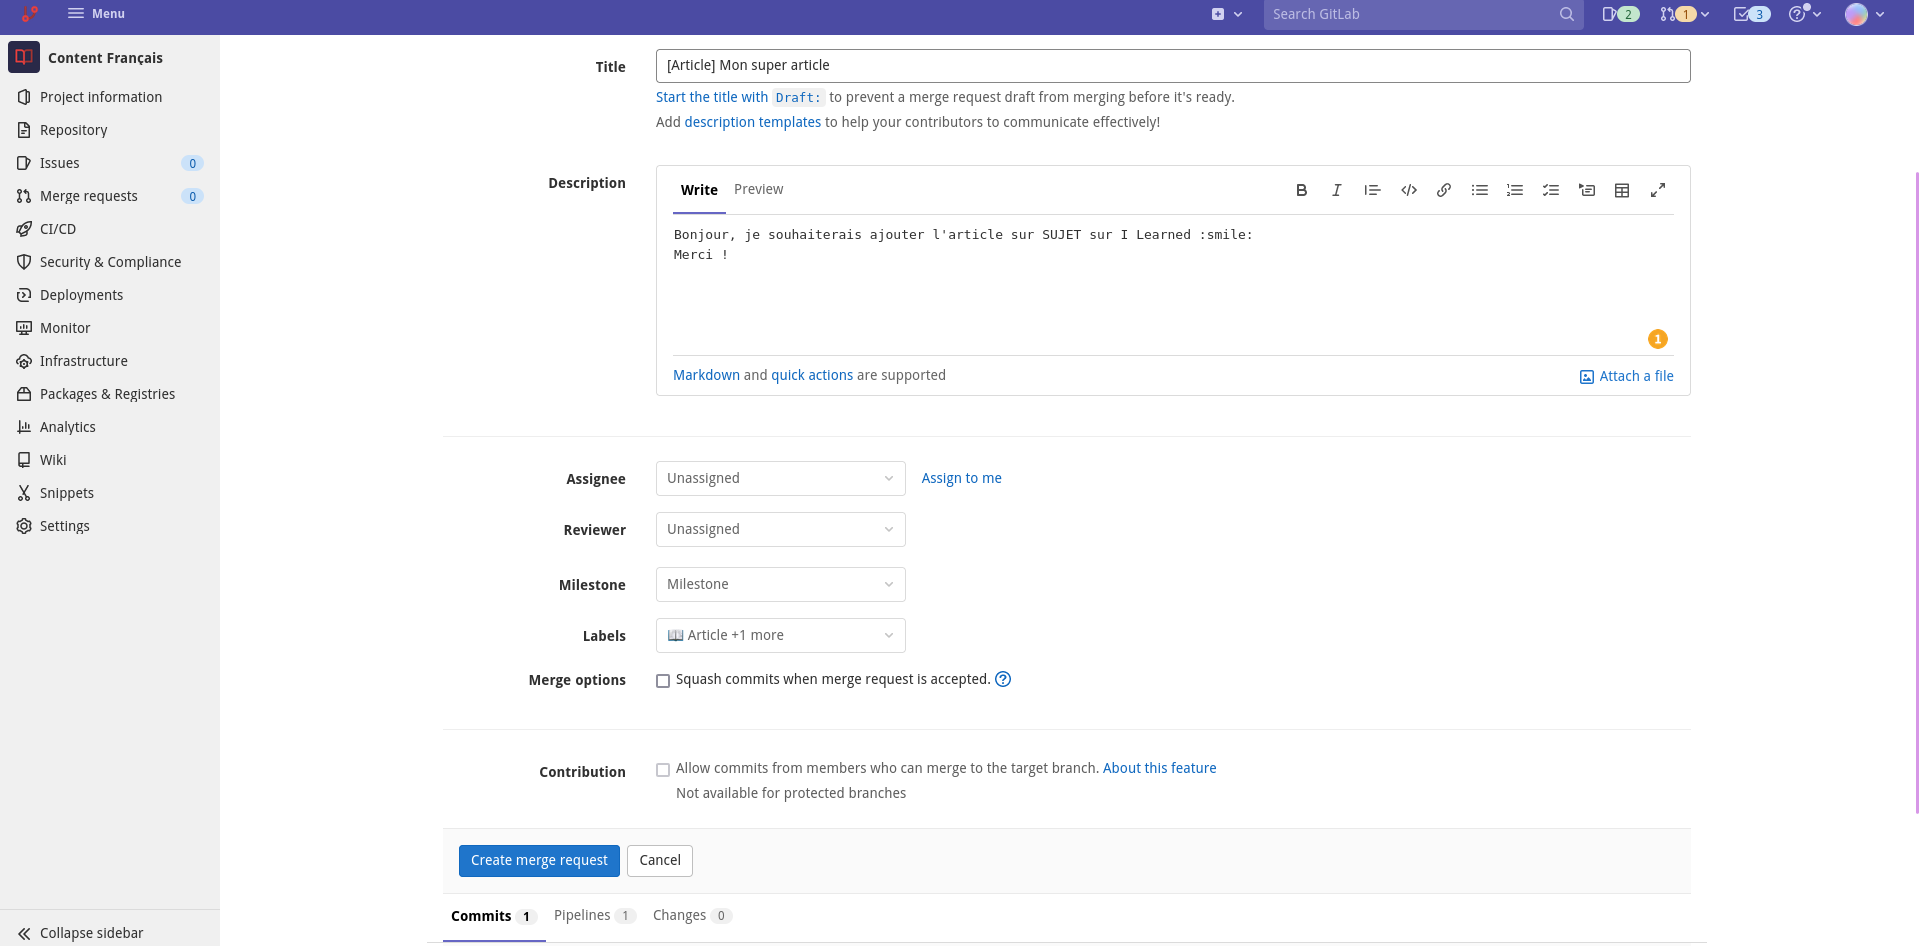 Menu
Search GitLab
2
1
3
Content Français
Project information
Repository
Issues 0
Merge requests 0
CI/CD
Security & Compliance
Deployments
Monitor
Infrastructure
Packages & Registries
Analytics
Wiki
Snippets
Settings
Collapse sidebar
Title
[Article] Mon super article
Start the title with Draft: to prevent a merge request draft from merging before it's ready.
Add description templates to help your contributors to communicate effectively!
Description
Write Preview
Bonjour, je souhaiterais ajouter l'article sur SUJET sur I Learned :smile:
Merci !
1
Markdown and quick actions are supported
Attach a file
Assignee
Unassigned
Assign to me
Reviewer
Unassigned
Milestone
Milestone
Labels
📖 Article +1 more
Merge options
Squash commits when merge request is accepted.
Contribution
Allow commits from members who can merge to the target branch. About this feature
Not available for protected branches
Create merge request
Cancel
Commits 1 Pipelines 1 Changes 0